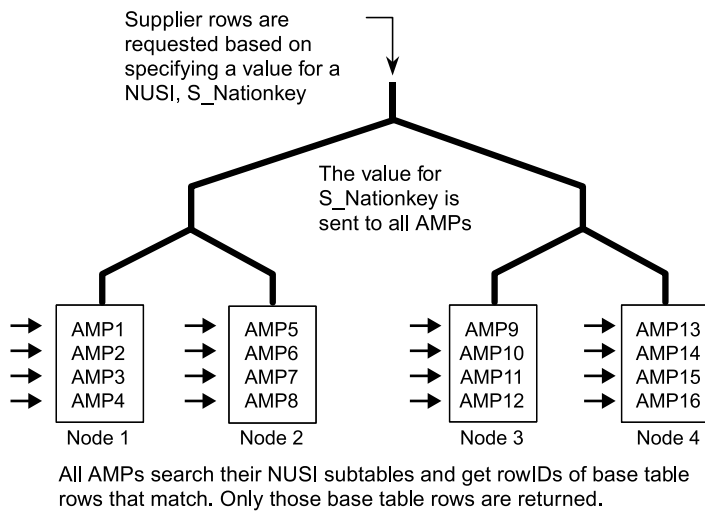 Supplier rows are
requested based on
specifying a value for a
NUSI, S_Nationkey
The value for
S_Nationkey is
sent to all AMPs
AMP1
AMP2
AMP3
AMP4
Node 1
AMP5
AMP6
AMP7
AMP8
Node 2
AMP9
AMP10
AMP11
AMP12
Node 3
AMP13
AMP14
AMP15
AMP16
Node 4
All AMPs search their NUSI subtables and get rowIDs of base table
rows that match. Only those base table rows are returned.